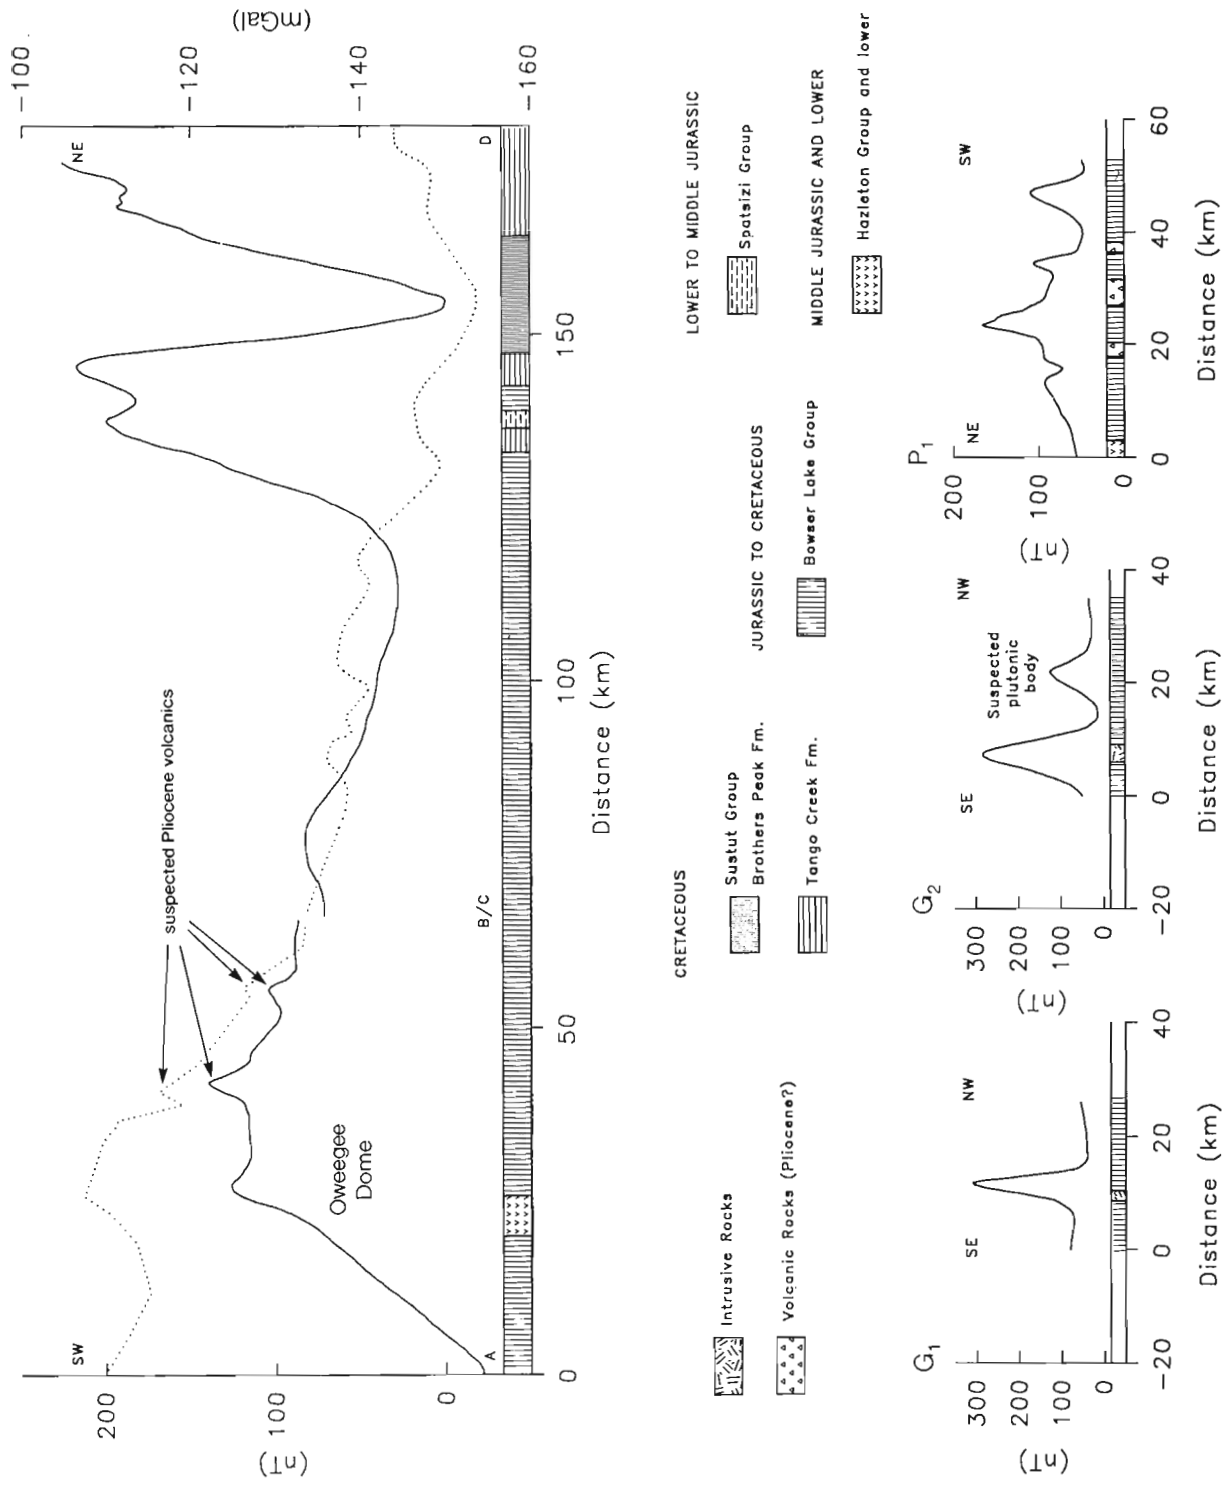 SW
NE
suspected Pliocene volcanics
Oweegee
Dome
A
B/c
D
200
100
0
(nT)
-100
-120
-140
-160
(mGal)
0
50
100
150
Distance (km)
CRETACEOUS
Sustut Group
Brothers Peak Fm.
Tango Creek Fm.
Intrusive Rocks
Volcanic Rocks (Pliocene?)
JURASSIC TO CRETACEOUS
Bowser Lake Group
LOWER TO MIDDLE JURASSIC
Spatsizi Group
MIDDLE JURASSIC AND LOWER
Hazleton Group and lower
G1
SE
NW
300
200
100
0
(nT)
-20
0
20
40
Distance (km)
G2
SE
NW
Suspected
plutonic
body
300
200
100
0
(nT)
-20
0
20
40
Distance (km)
P1
NE
SW
200
100
0
(nT)
0
20
40
60
Distance (km)